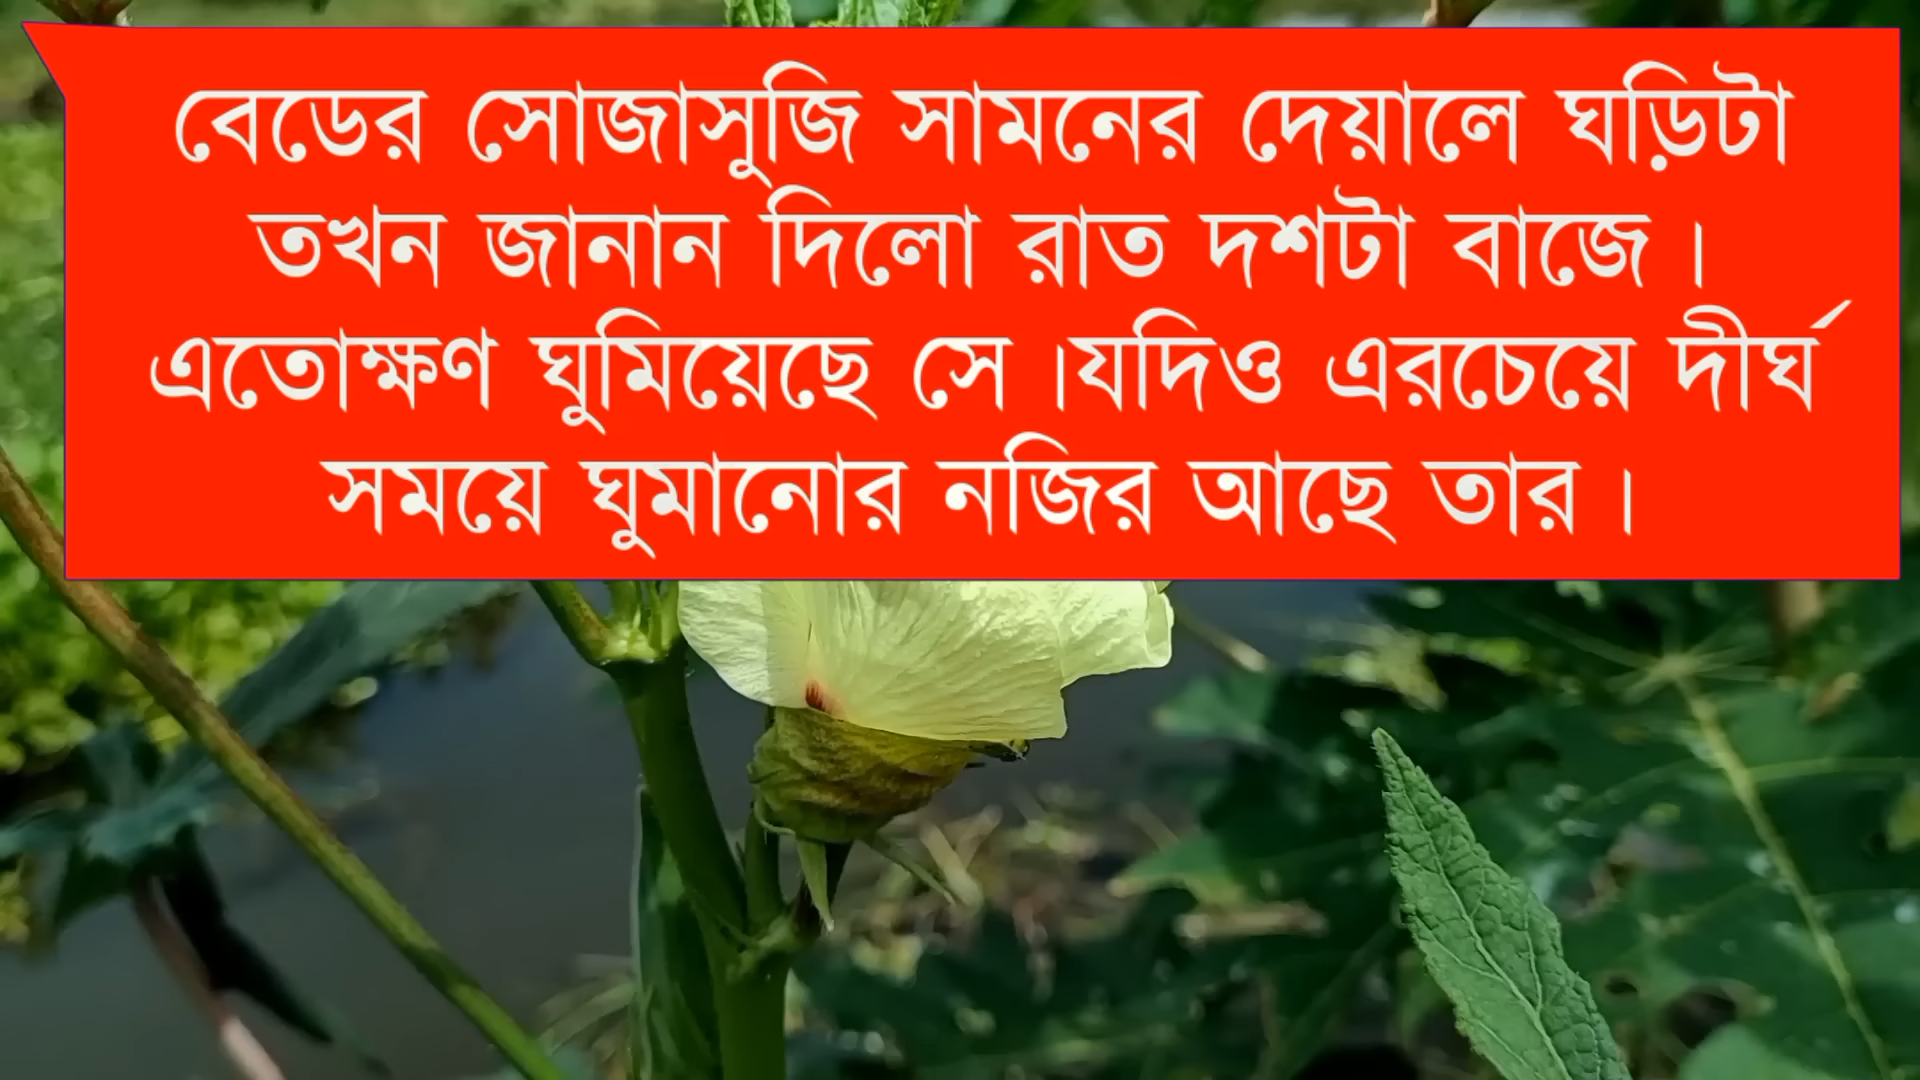 বেডের সোজাসুজি সামনের দেয়ালে ঘড়িটা
তখন জানান দিলো রাত দশটা বাজে ।
এতোক্ষণ ঘুমিয়েছে সে ।যদিও এরচেয়ে দীর্ঘ
সময়ে ঘুমানোর নজির আছে তার ।